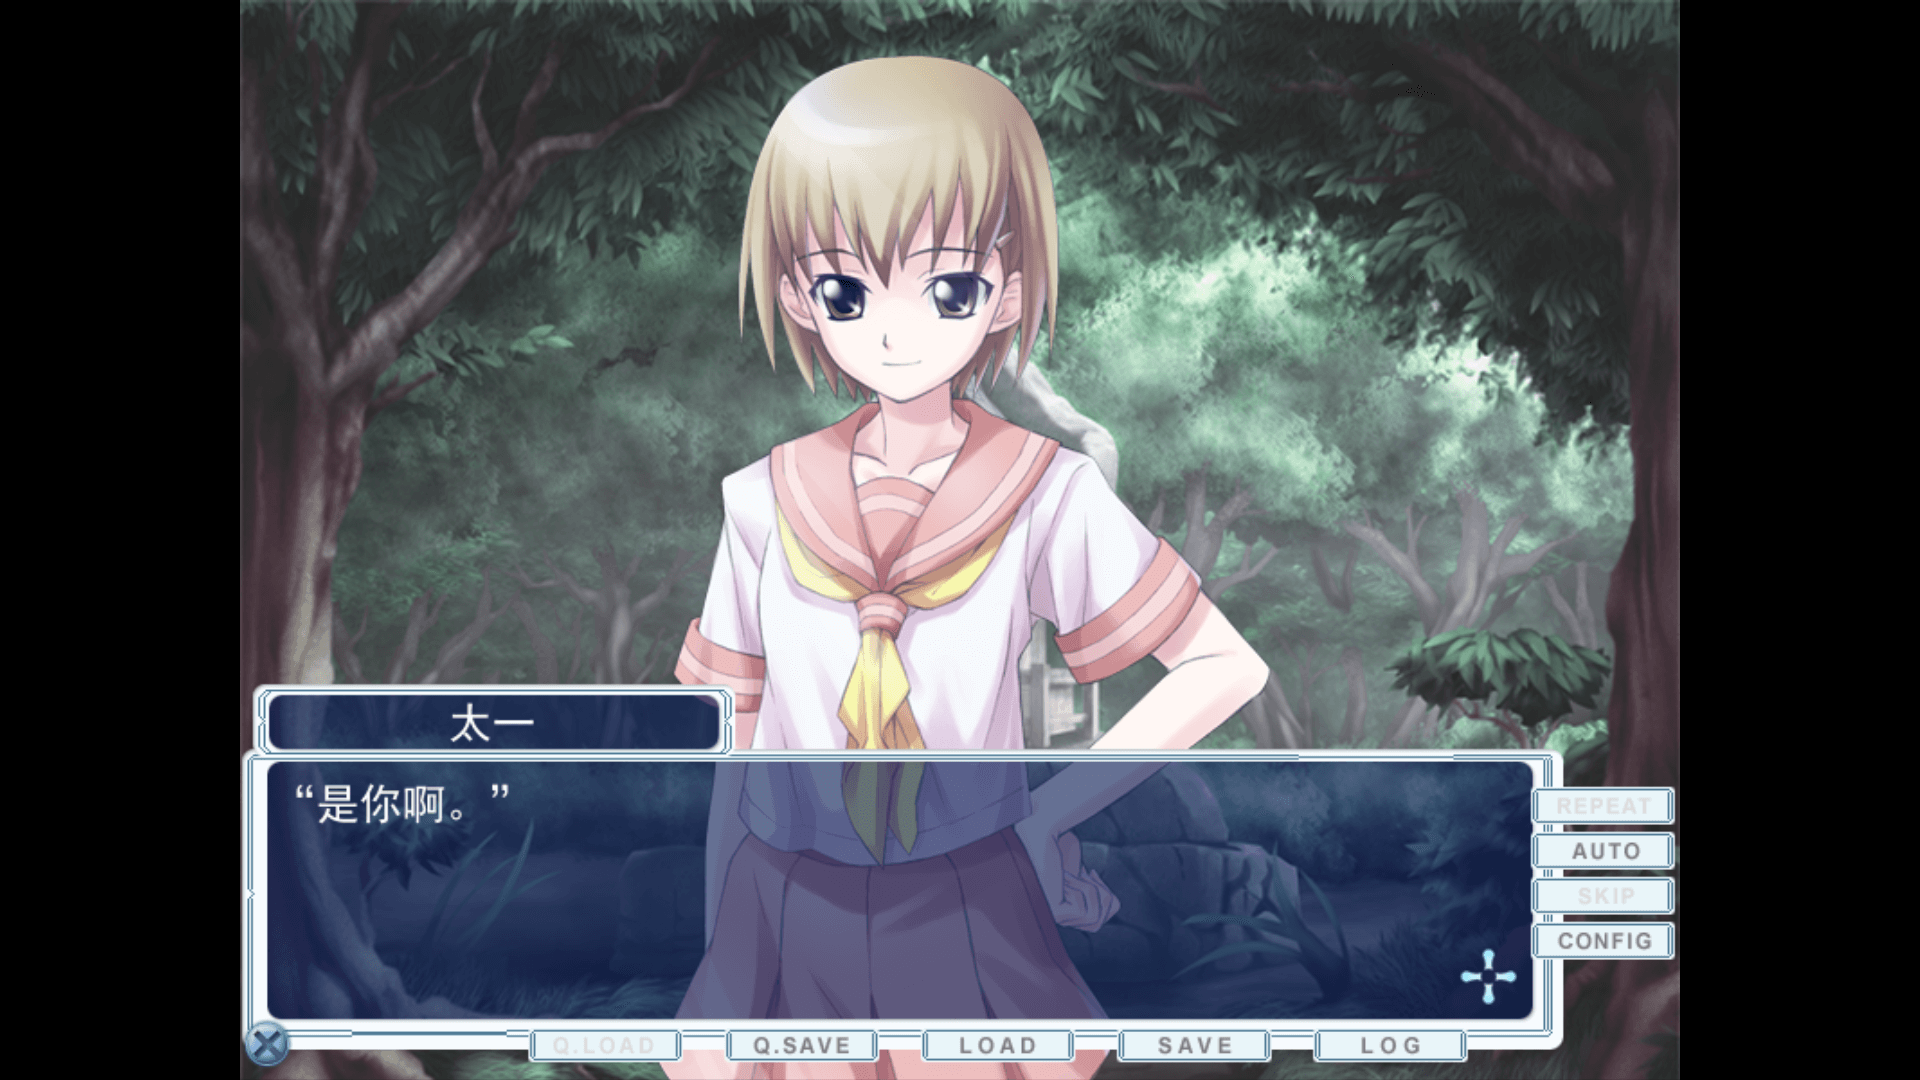 太一
“是你啊。”
REPEAT
AUTO
SKIP
CONFIG
Q.LOAD
Q.SAVE
LOAD
SAVE
LOG